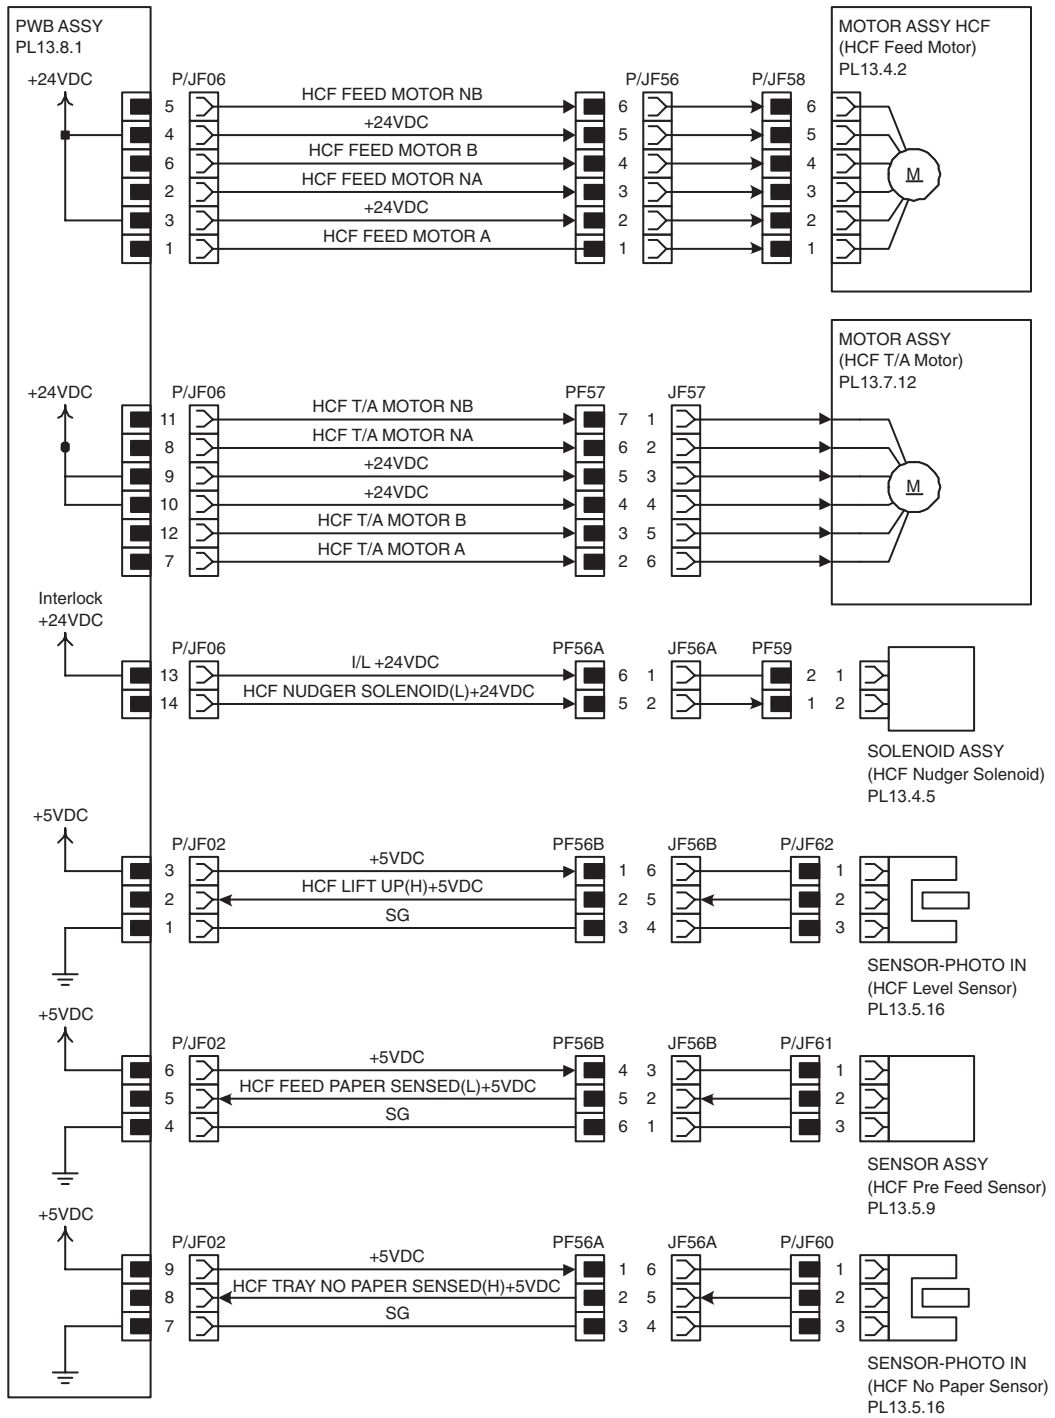 PWB ASSY
PL13.8.1
MOTOR ASSY HCF
(HCF Feed Motor)
PL13.4.2
+24VDC
P/JF06
P/JF56
P/JF58
5 HCF FEED MOTOR NB 6 6
4 +24VDC 5 5
6 HCF FEED MOTOR B 4 4
2 HCF FEED MOTOR NA 3 3
3 +24VDC 2 2
1 HCF FEED MOTOR A 1 1
M
MOTOR ASSY
(HCF T/A Motor)
PL13.7.12
+24VDC
P/JF06
PF57
JF57
11 HCF T/A MOTOR NB 7 1
8 HCF T/A MOTOR NA 6 2
9 +24VDC 5 3
10 +24VDC 4 4
12 HCF T/A MOTOR B 3 5
7 HCF T/A MOTOR A 2 6
M
Interlock
+24VDC
P/JF06
PF56A
JF56A
PF59
13 I/L +24VDC 6 1 2 1
14 HCF NUDGER SOLENOID(L)+24VDC 5 2 1 2
SOLENOID ASSY
(HCF Nudger Solenoid)
PL13.4.5
+5VDC
P/JF02
PF56B
JF56B
P/JF62
3 +5VDC 1 6 1
2 HCF LIFT UP(H)+5VDC 2 5 2
1 SG 3 4 3
SENSOR-PHOTO IN
(HCF Level Sensor)
PL13.5.16
+5VDC
P/JF02
PF56B
JF56B
P/JF61
6 +5VDC 4 3 1
5 HCF FEED PAPER SENSED(L)+5VDC 5 2 2
4 SG 6 1 3
SENSOR ASSY
(HCF Pre Feed Sensor)
PL13.5.9
+5VDC
P/JF02
PF56A
JF56A
P/JF60
9 +5VDC 1 6 1
8 HCF TRAY NO PAPER SENSED(H)+5VDC 2 5 2
7 SG 3 4 3
SENSOR-PHOTO IN
(HCF No Paper Sensor)
PL13.5.16